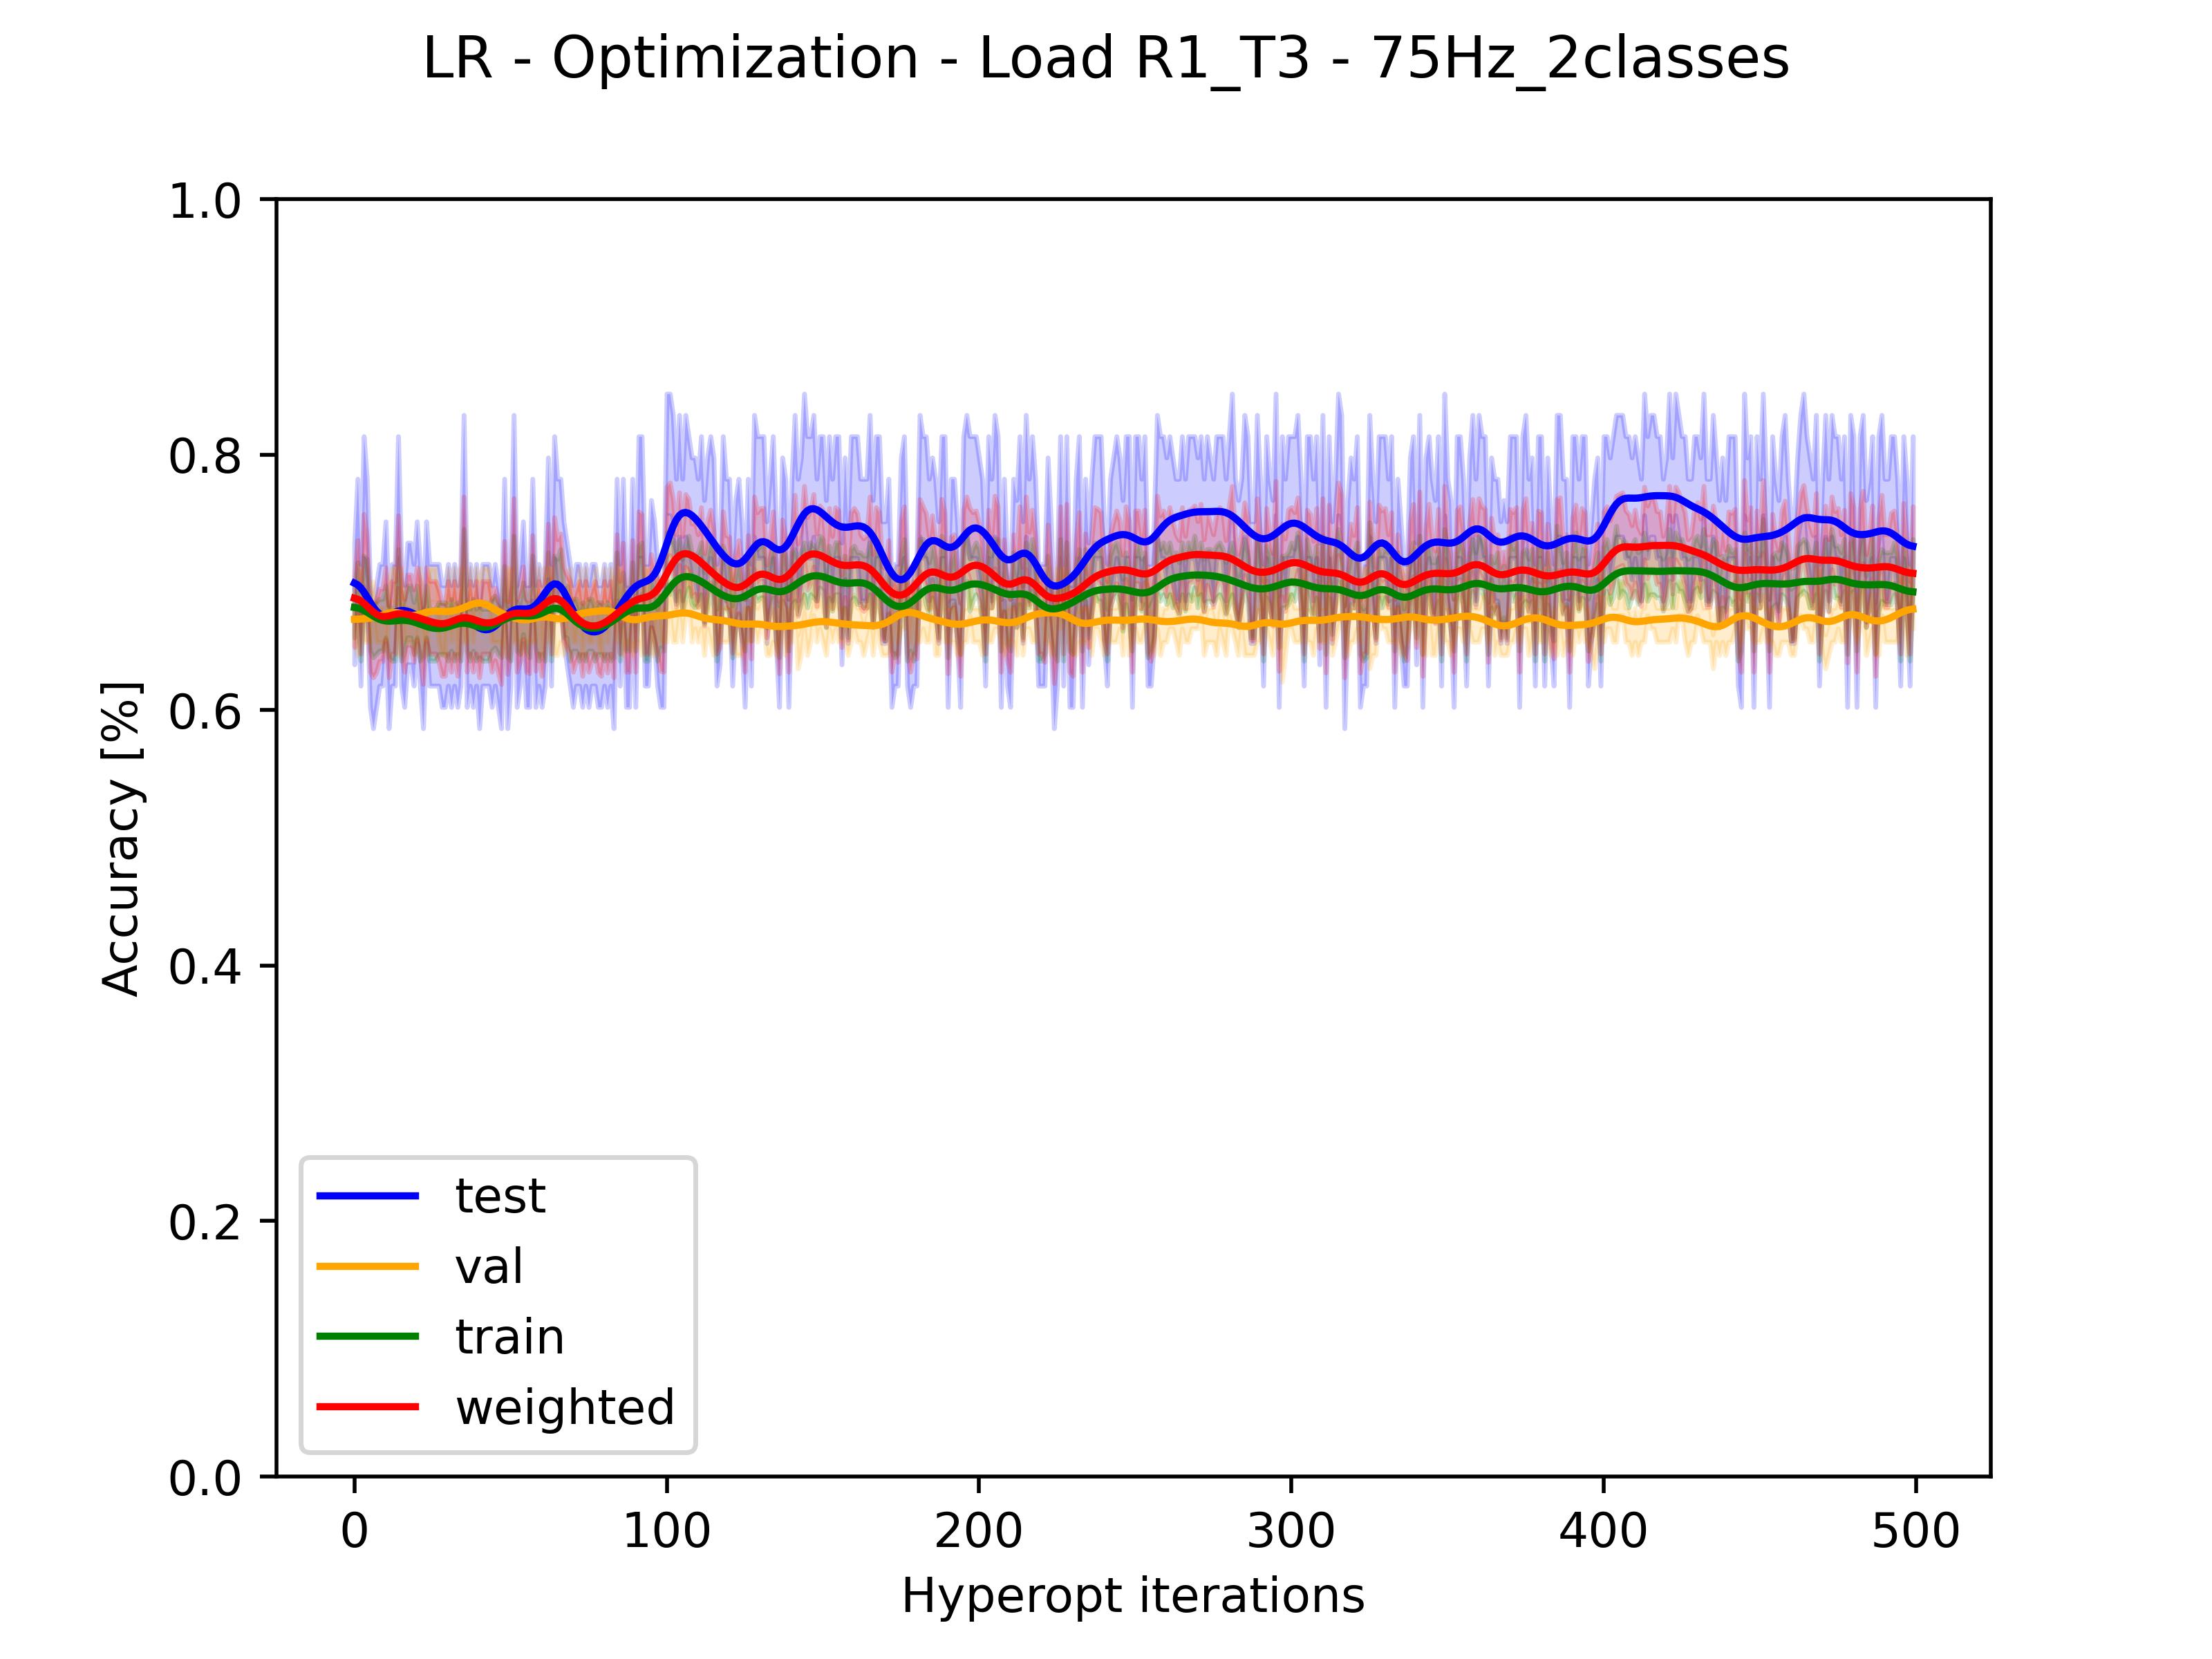 LR - Optimization - Load R1_T3 - 75Hz_2classes
1.0
0.8
0.6
0.4
0.2
0.0
Accuracy [%]
test
val
train
weighted
0 100 200 300 400 500
Hyperopt iterations